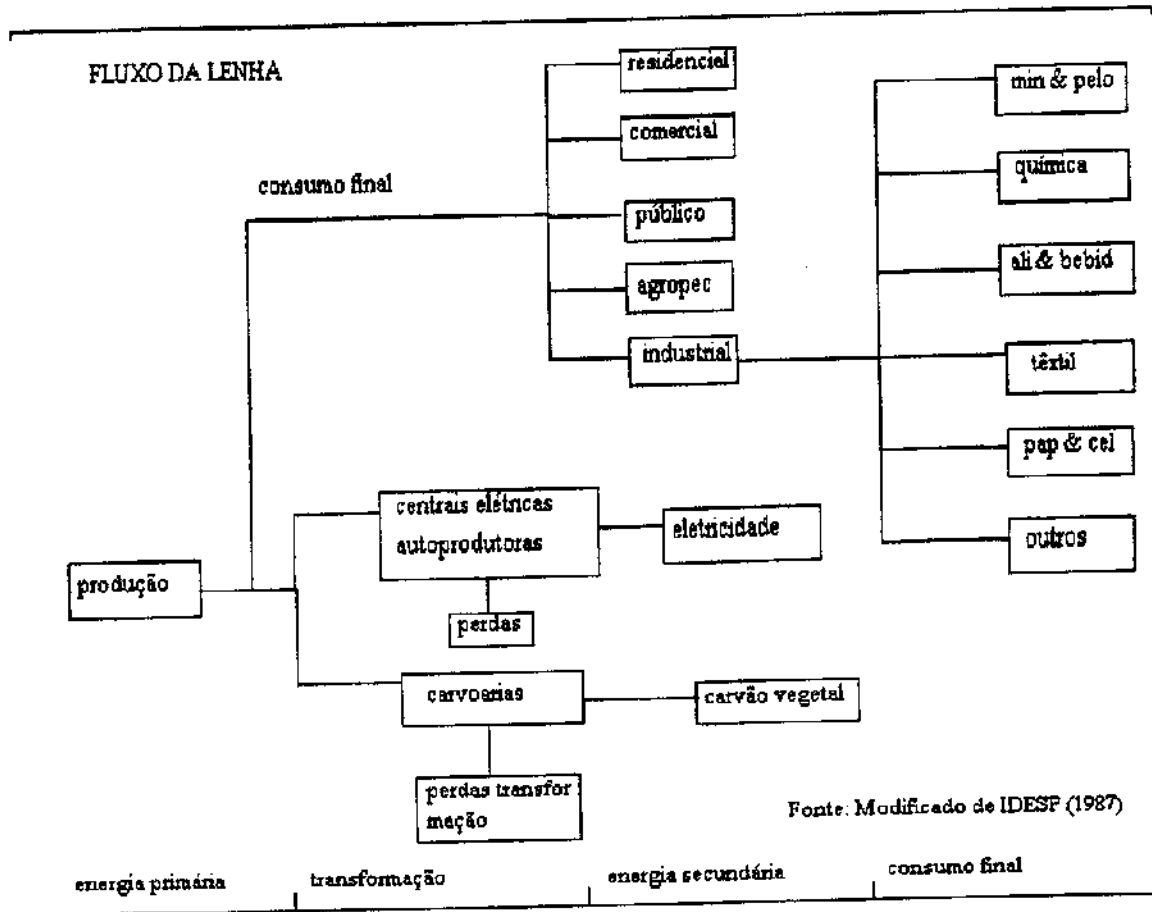 FLUXO DA LENHA
residencial
comercial
consumo final
público
agropec
industrial
min & pelo
química
ali & bebid
têxtil
pap & cel
outros
centrais elétricas
autoprodutoras
eletricidade
produção
perdas
carvoarias
carvão vegetal
perdas transfor
mação
Fonte: Modificado de IDESP (1987)
energia primária
transformação
energia secundária
consumo final